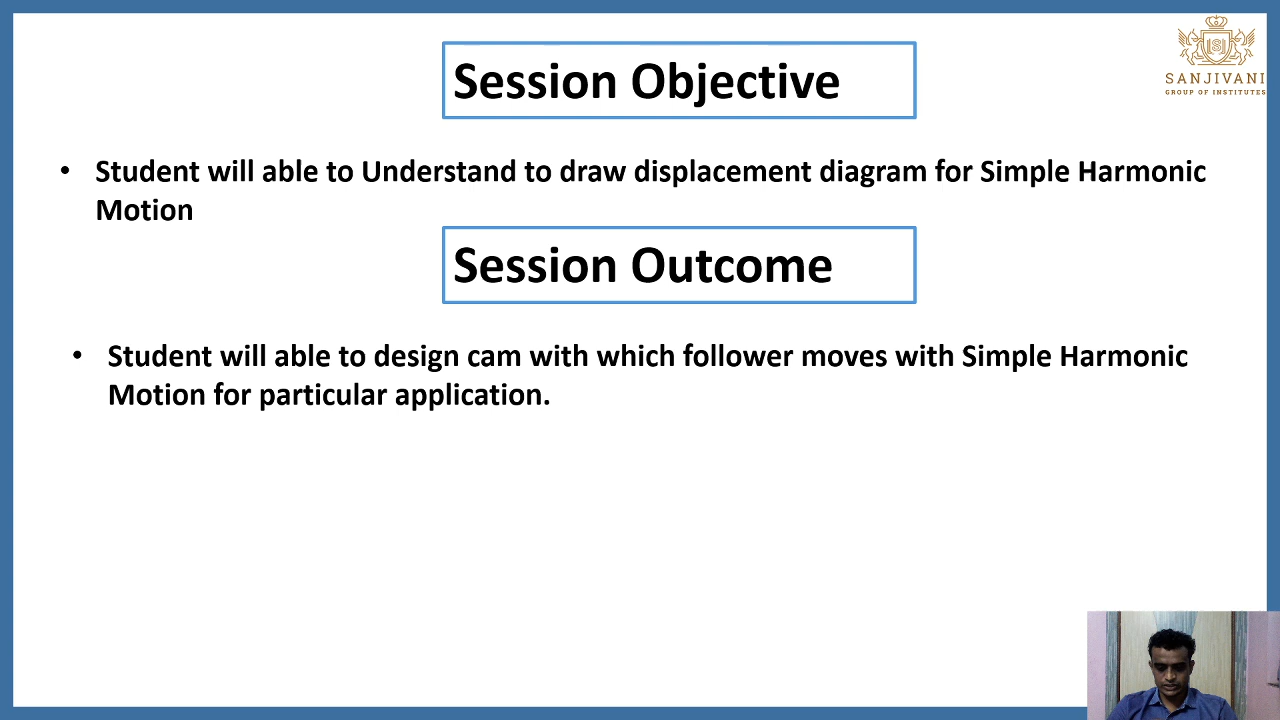 SANJIVANI
GROUP OF INSTITUTES
Session Objective
• Student will able to Understand to draw displacement diagram for Simple Harmonic
Motion
Session Outcome
• Student will able to design cam with which follower moves with Simple Harmonic
Motion for particular application.